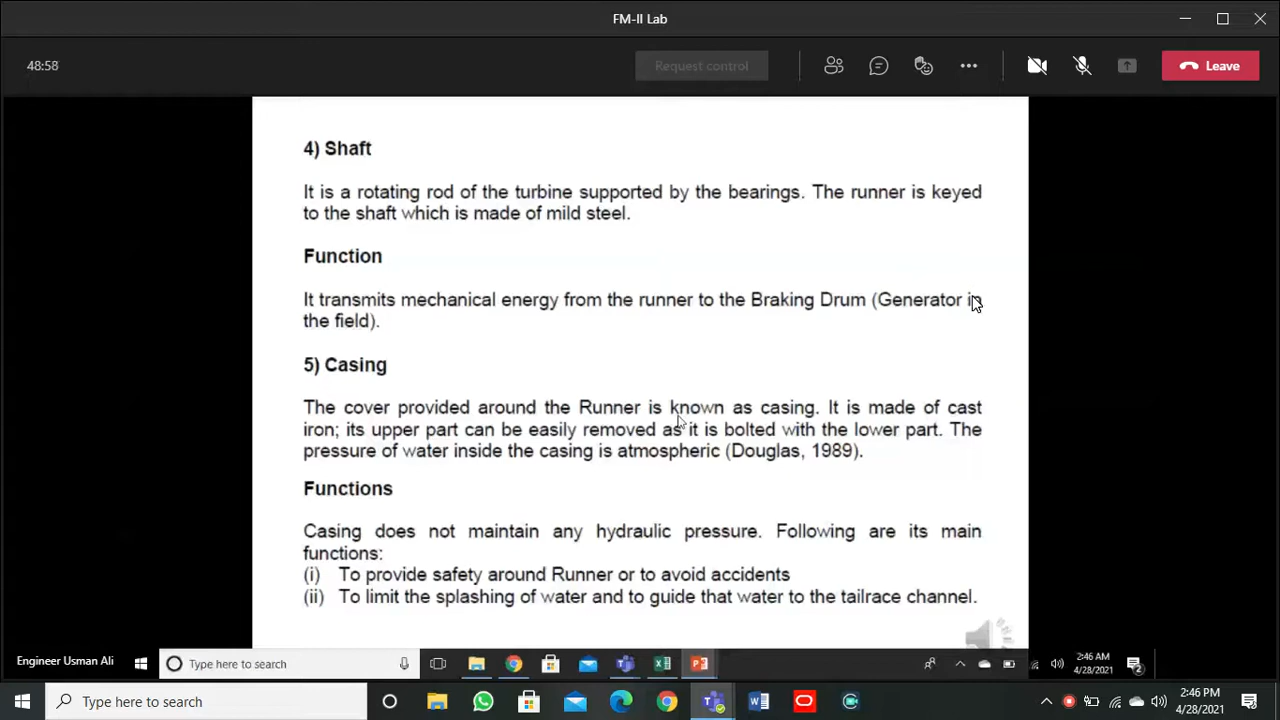 FM-II Lab
48:58
Request control
Leave
4) Shaft
It is a rotating rod of the turbine supported by the bearings. The runner is keyed
to the shaft which is made of mild steel.
Function
It transmits mechanical energy from the runner to the Braking Drum (Generator in
the field).
5) Casing
The cover provided around the Runner is known as casing. It is made of cast
iron; its upper part can be easily removed as it is bolted with the lower part. The
pressure of water inside the casing is atmospheric (Douglas, 1989).
Functions
Casing does not maintain any hydraulic pressure. Following are its main
functions:
(i) To provide safety around Runner or to avoid accidents
(ii) To limit the splashing of water and to guide that water to the tailrace channel.
Engineer Usman Ali
Type here to search
2:46 AM
4/28/2021
2
Type here to search
2:46 PM
4/28/2021